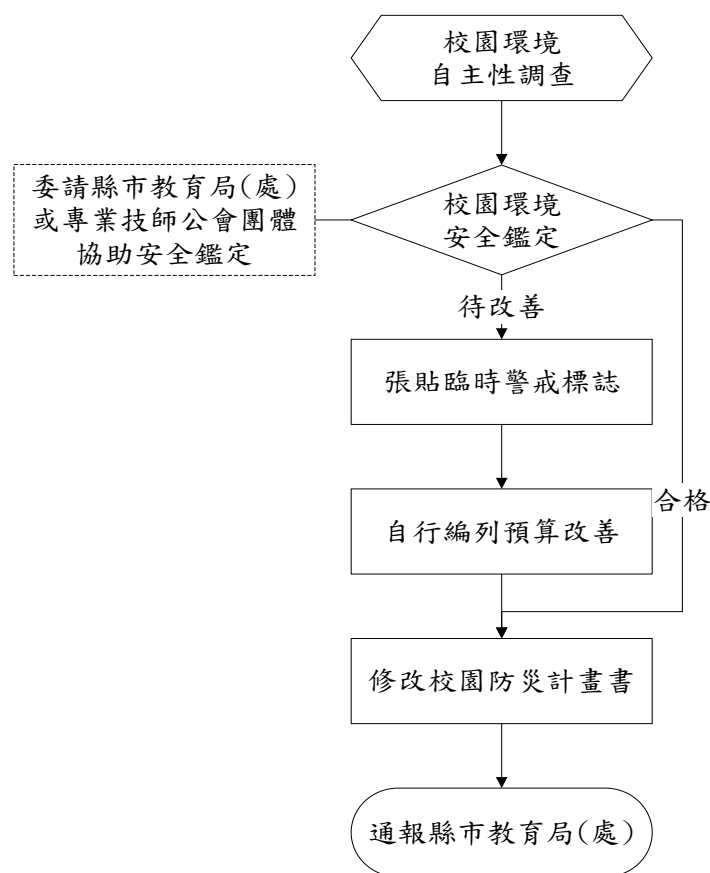 校園環境
自主性調查
委請縣市教育局(處)
或專業技師公會團體
協助安全鑑定
校園環境
安全鑑定
待改善
張貼臨時警戒標誌
合格
自行編列預算改善
修改校園防災計畫書
通報縣市教育局(處)